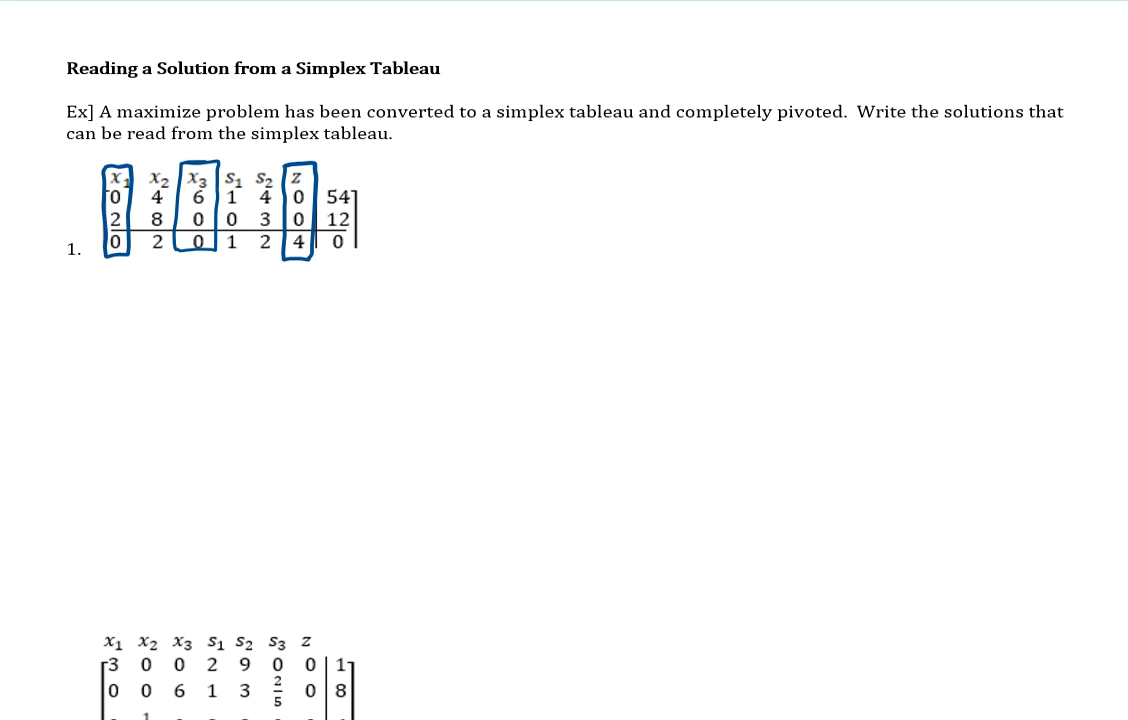 Reading a Solution from a Simplex Tableau
Ex] A maximize problem has been converted to a simplex tableau and completely pivoted. Write the solutions that
can be read from the simplex tableau.
x₁ x₂ x₃ s₁ s₂ z
0 4 6 1 4 0 54
2 8 0 0 3 0 12
1. 0 2 0 1 2 4 0
x₁ x₂ x₃ s₁ s₂ s₃ z
3 0 0 2 9 0 0 1
0 0 6 1 3 2/5 0 8
1